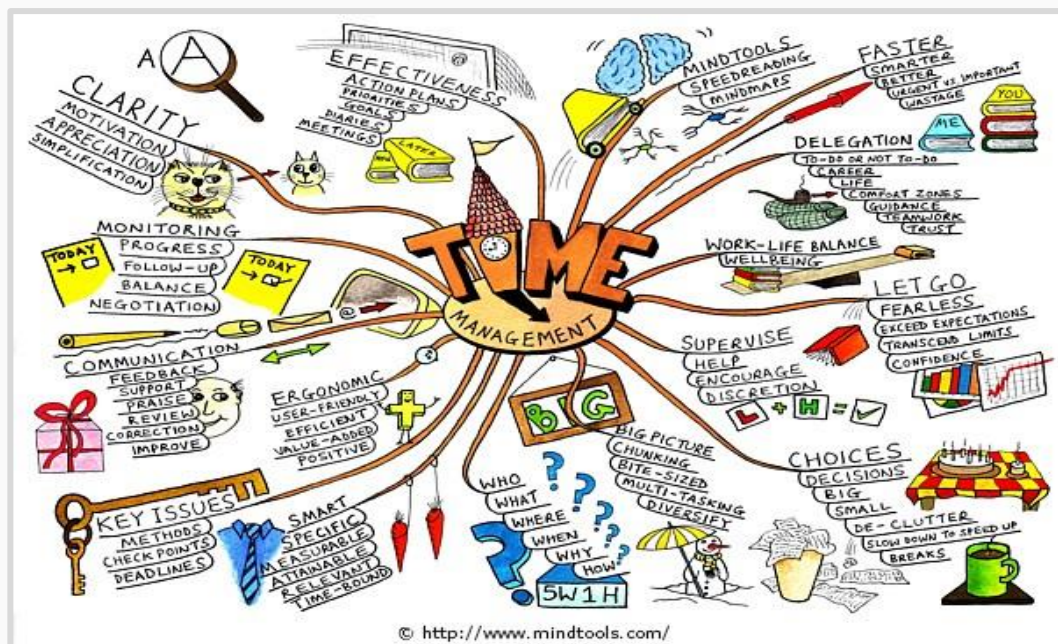 TIME
MANAGEMENT
A A
CLARITY
MOTIVATION
APPRECIATION
SIMPLIFICATION
EFFECTIVENESS
ACTION PLANS
PRIORITIES
GOALS
DIARIES
MEETINGS
NOW
LATER
MINDTOOLS
SPEEDREADING
MINDMAPS
FASTER
SMARTER
BETTER
URGENT VS IMPORTANT
WASTAGE
ME
YOU
DELEGATION
TO-DO OR NOT TO-DO
CAREER
LIFE
COMFORT ZONES
GUIDANCE
TEAMWORK
TRUST
WORK-LIFE BALANCE
WELLBEING
LET GO
FEARLESS
EXCEED EXPECTATIONS
TRANSCEND LIMITS
CONFIDENCE
SUPERVISE
HELP
ENCOURAGE
DISCRETION
L + H = ✓
CHOICES
DECISIONS
BIG
SMALL
DE-CLUTTER
SLOW DOWN TO SPEED UP
BREAKS
BIG
BIG PICTURE
CHUNKING
BITE-SIZED
MULTI-TASKING
DIVERSIFY
WHO
WHAT
WHERE
WHEN
WHY
HOW
5W1H
SMART
SPECIFIC
MEASURABLE
ATTAINABLE
RELEVANT
TIME-BOUND
KEY ISSUES
METHODS
CHECK POINTS
DEADLINES
ERGONOMIC
USER-FRIENDLY
EFFICIENT
VALUE-ADDED
POSITIVE
COMMUNICATION
FEEDBACK
SUPPORT
PRAISE
REVIEW
CORRECTION
IMPROVE
@
MONITORING
PROGRESS
FOLLOW-UP
BALANCE
NEGOTIATION
TODAY
TODAY
© http://www.mindtools.com/